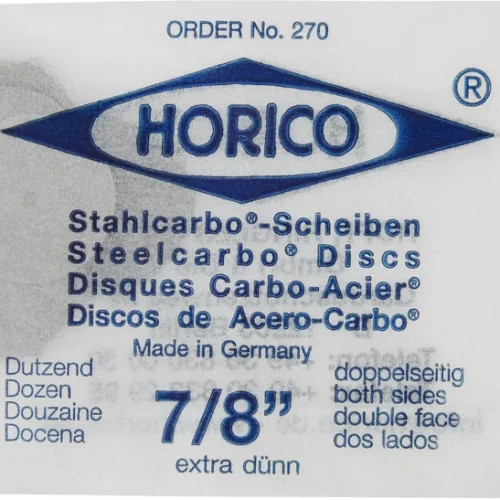 ORDER No. 270
HORICO ®
Stahlcarbo®-Scheiben
Steelcarbo® Discs
Disques Carbo-Acier®
Discos de Acero-Carbo®
Made in Germany
Dutzend
Dozen
Douzaine
Docena
7/8”
extra dünn
doppelseitig
both sides
double face
dos lados